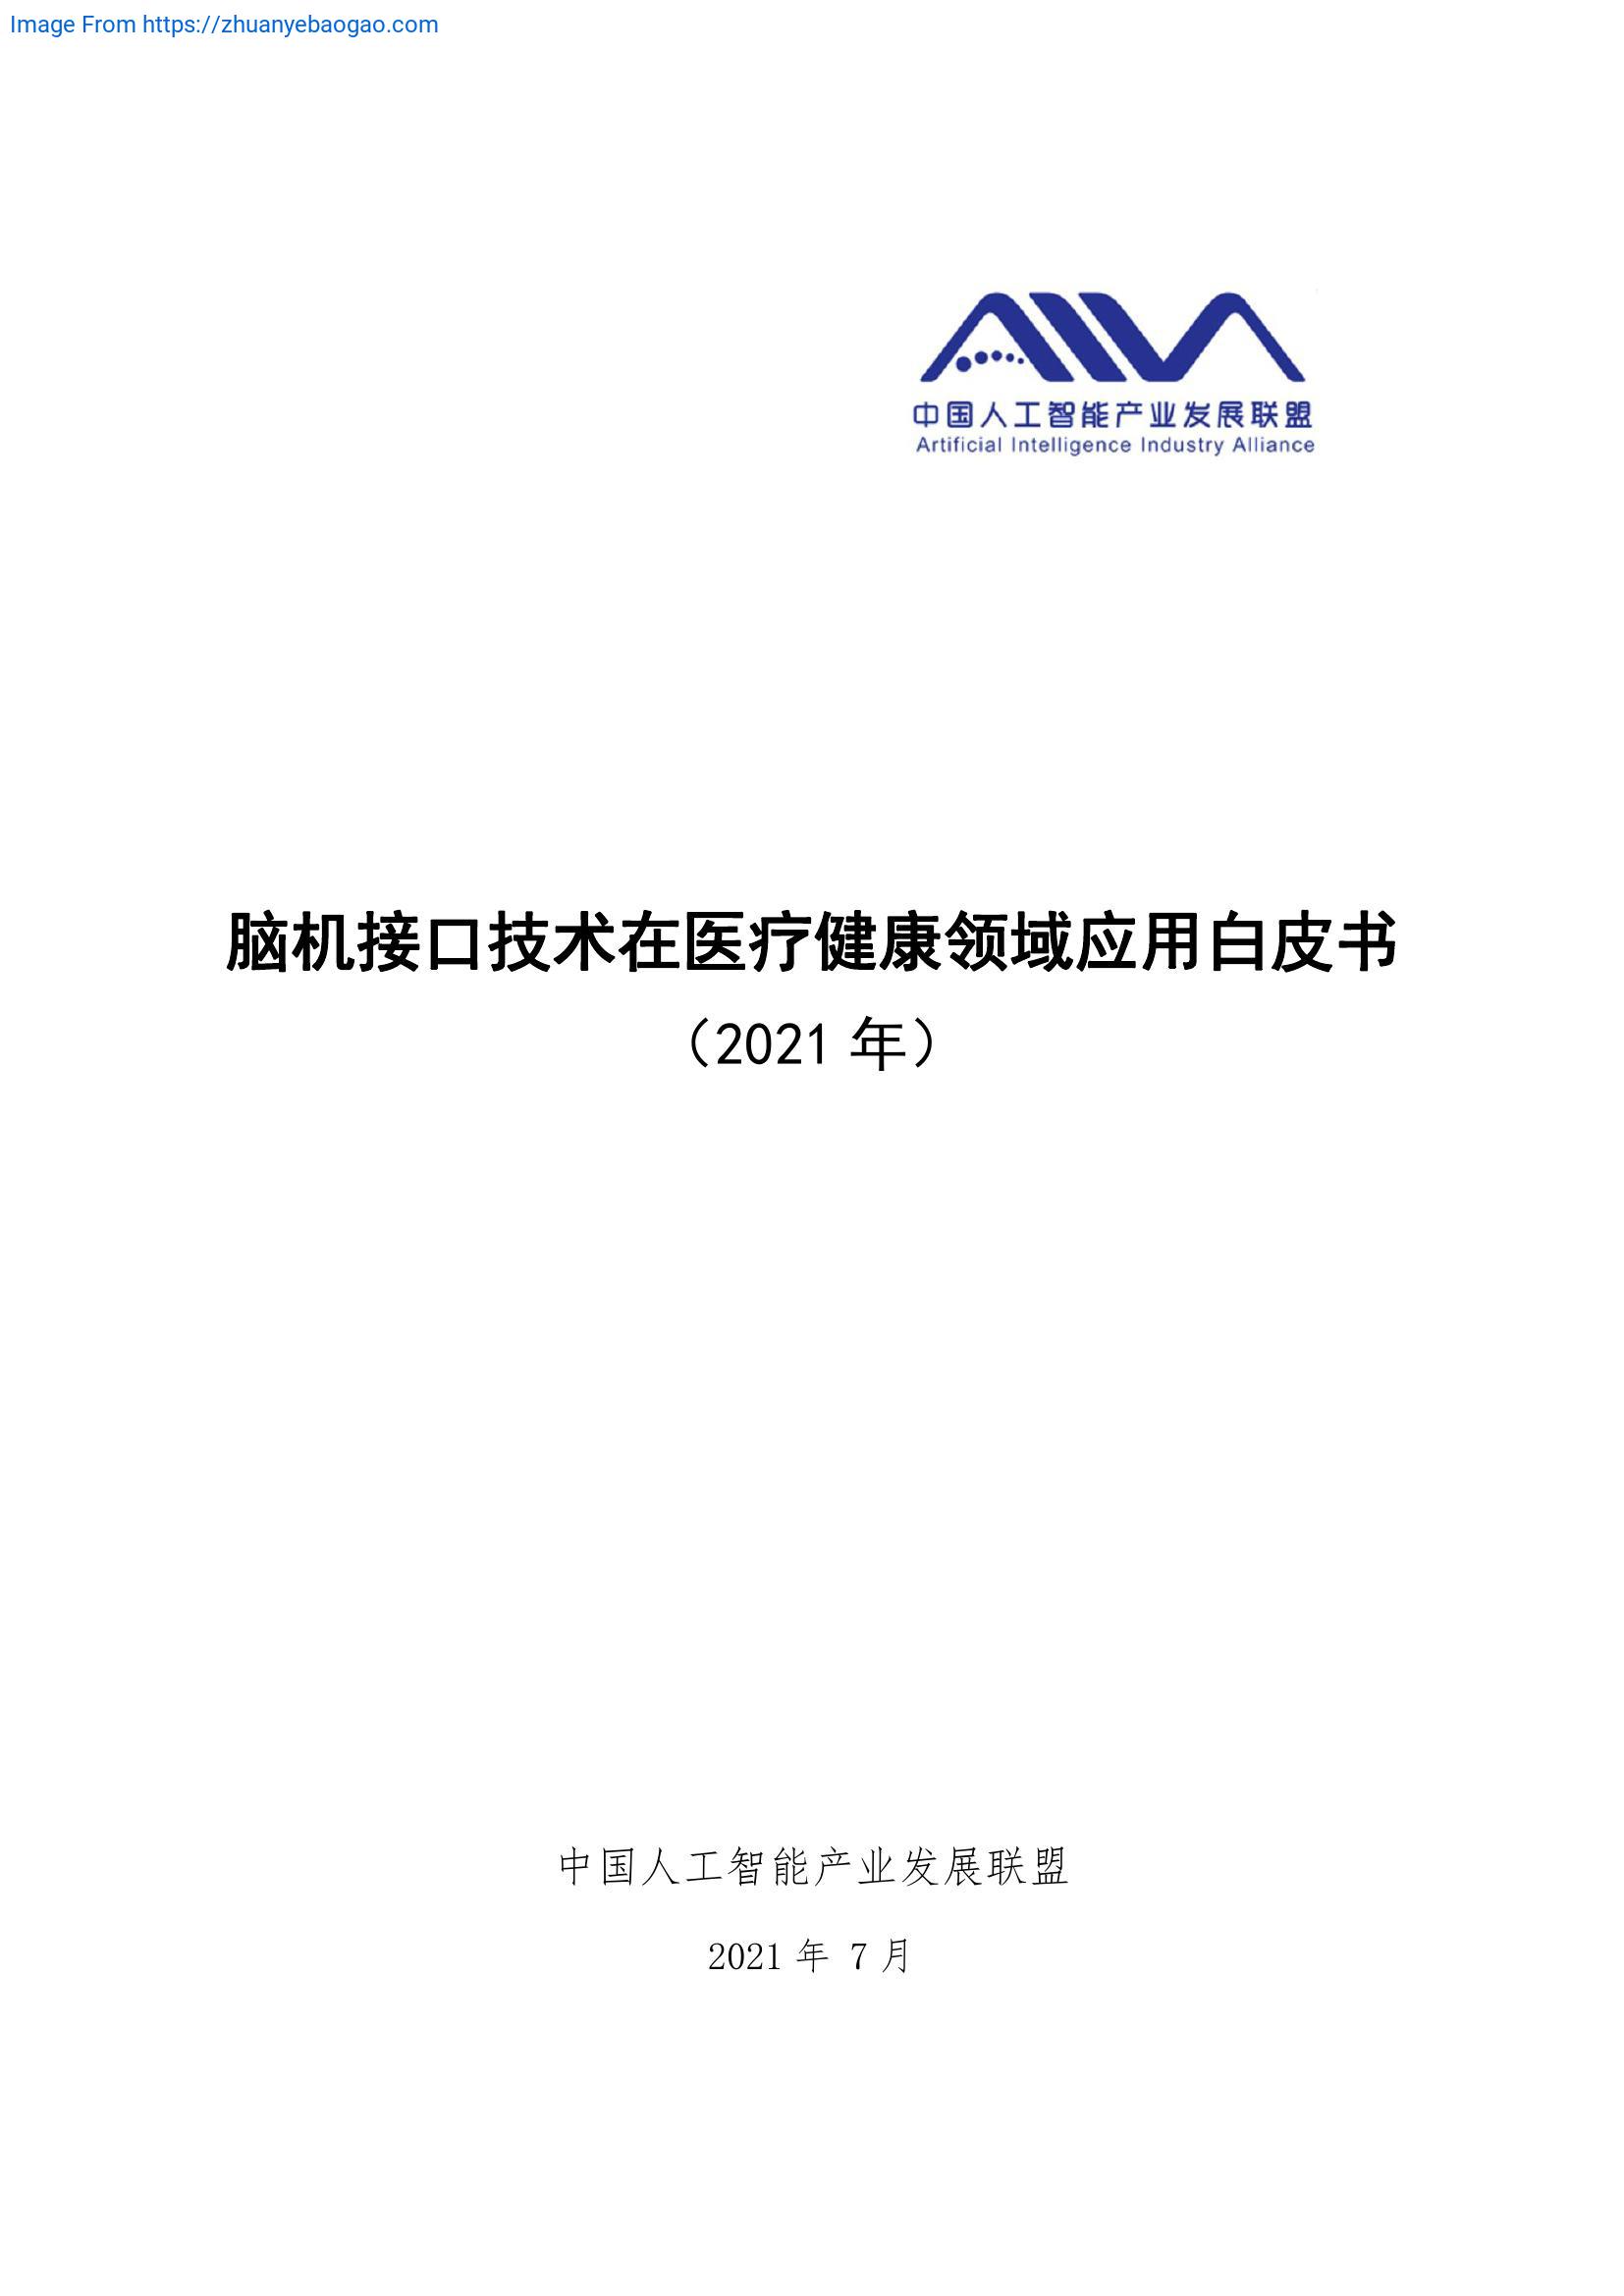 Image From https://zhuanyebaogao.com
AIIA
中国人工智能产业发展联盟
Artificial Intelligence Industry Alliance
脑机接口技术在医疗健康领域应用白皮书
（2021 年）
中国人工智能产业发展联盟
2021 年 7 月